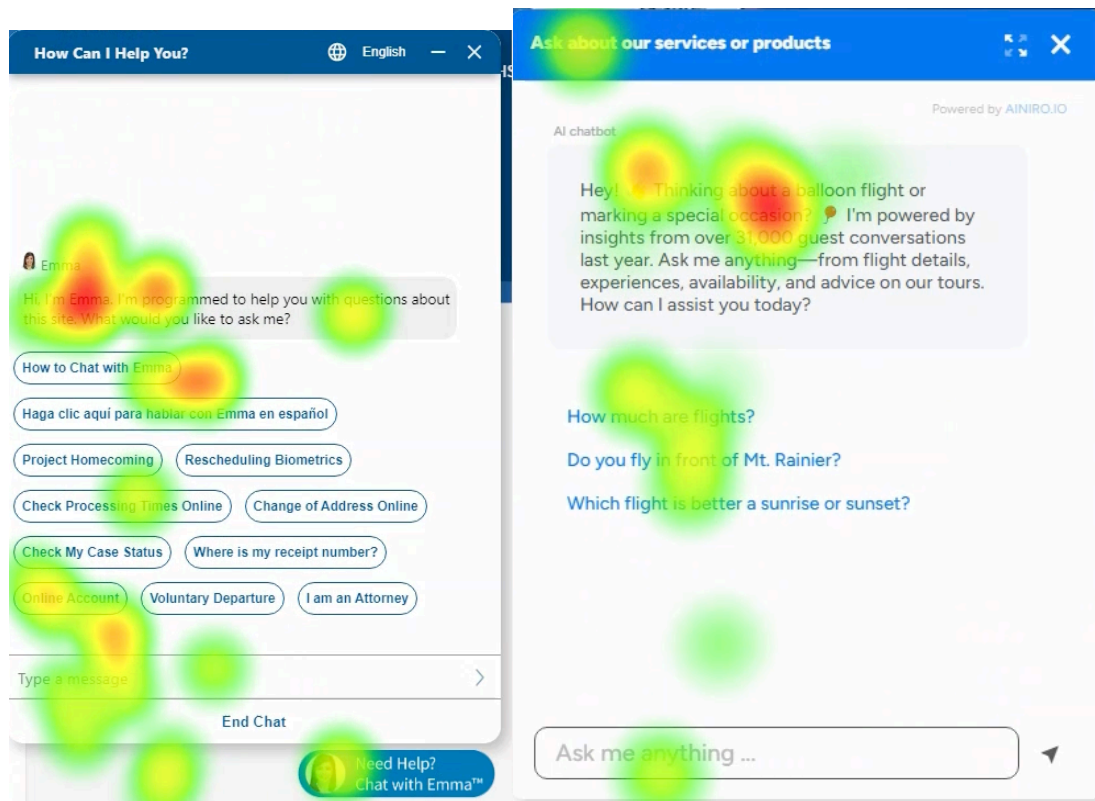 How Can I Help You?
English
Emma
Hi, I'm Emma. I'm programmed to help you with questions about
this site. What would you like to ask me?
How to Chat with Emma
Haga clic aquí para hablar con Emma en español
Project Homecoming
Rescheduling Biometrics
Check Processing Times Online
Change of Address Online
Check My Case Status
Where is my receipt number?
Online Account
Voluntary Departure
I am an Attorney
Type a message
End Chat
Need Help?
Chat with Emma™
Ask about our services or products
Powered by AINIRO.IO
AI chatbot
Hey! Thinking about a balloon flight or
marking a special occasion? I'm powered by
insights from over 31,000 guest conversations
last year. Ask me anything—from flight details,
experiences, availability, and advice on our tours.
How can I assist you today?
How much are flights?
Do you fly in front of Mt. Rainier?
Which flight is better a sunrise or sunset?
Ask me anything ...